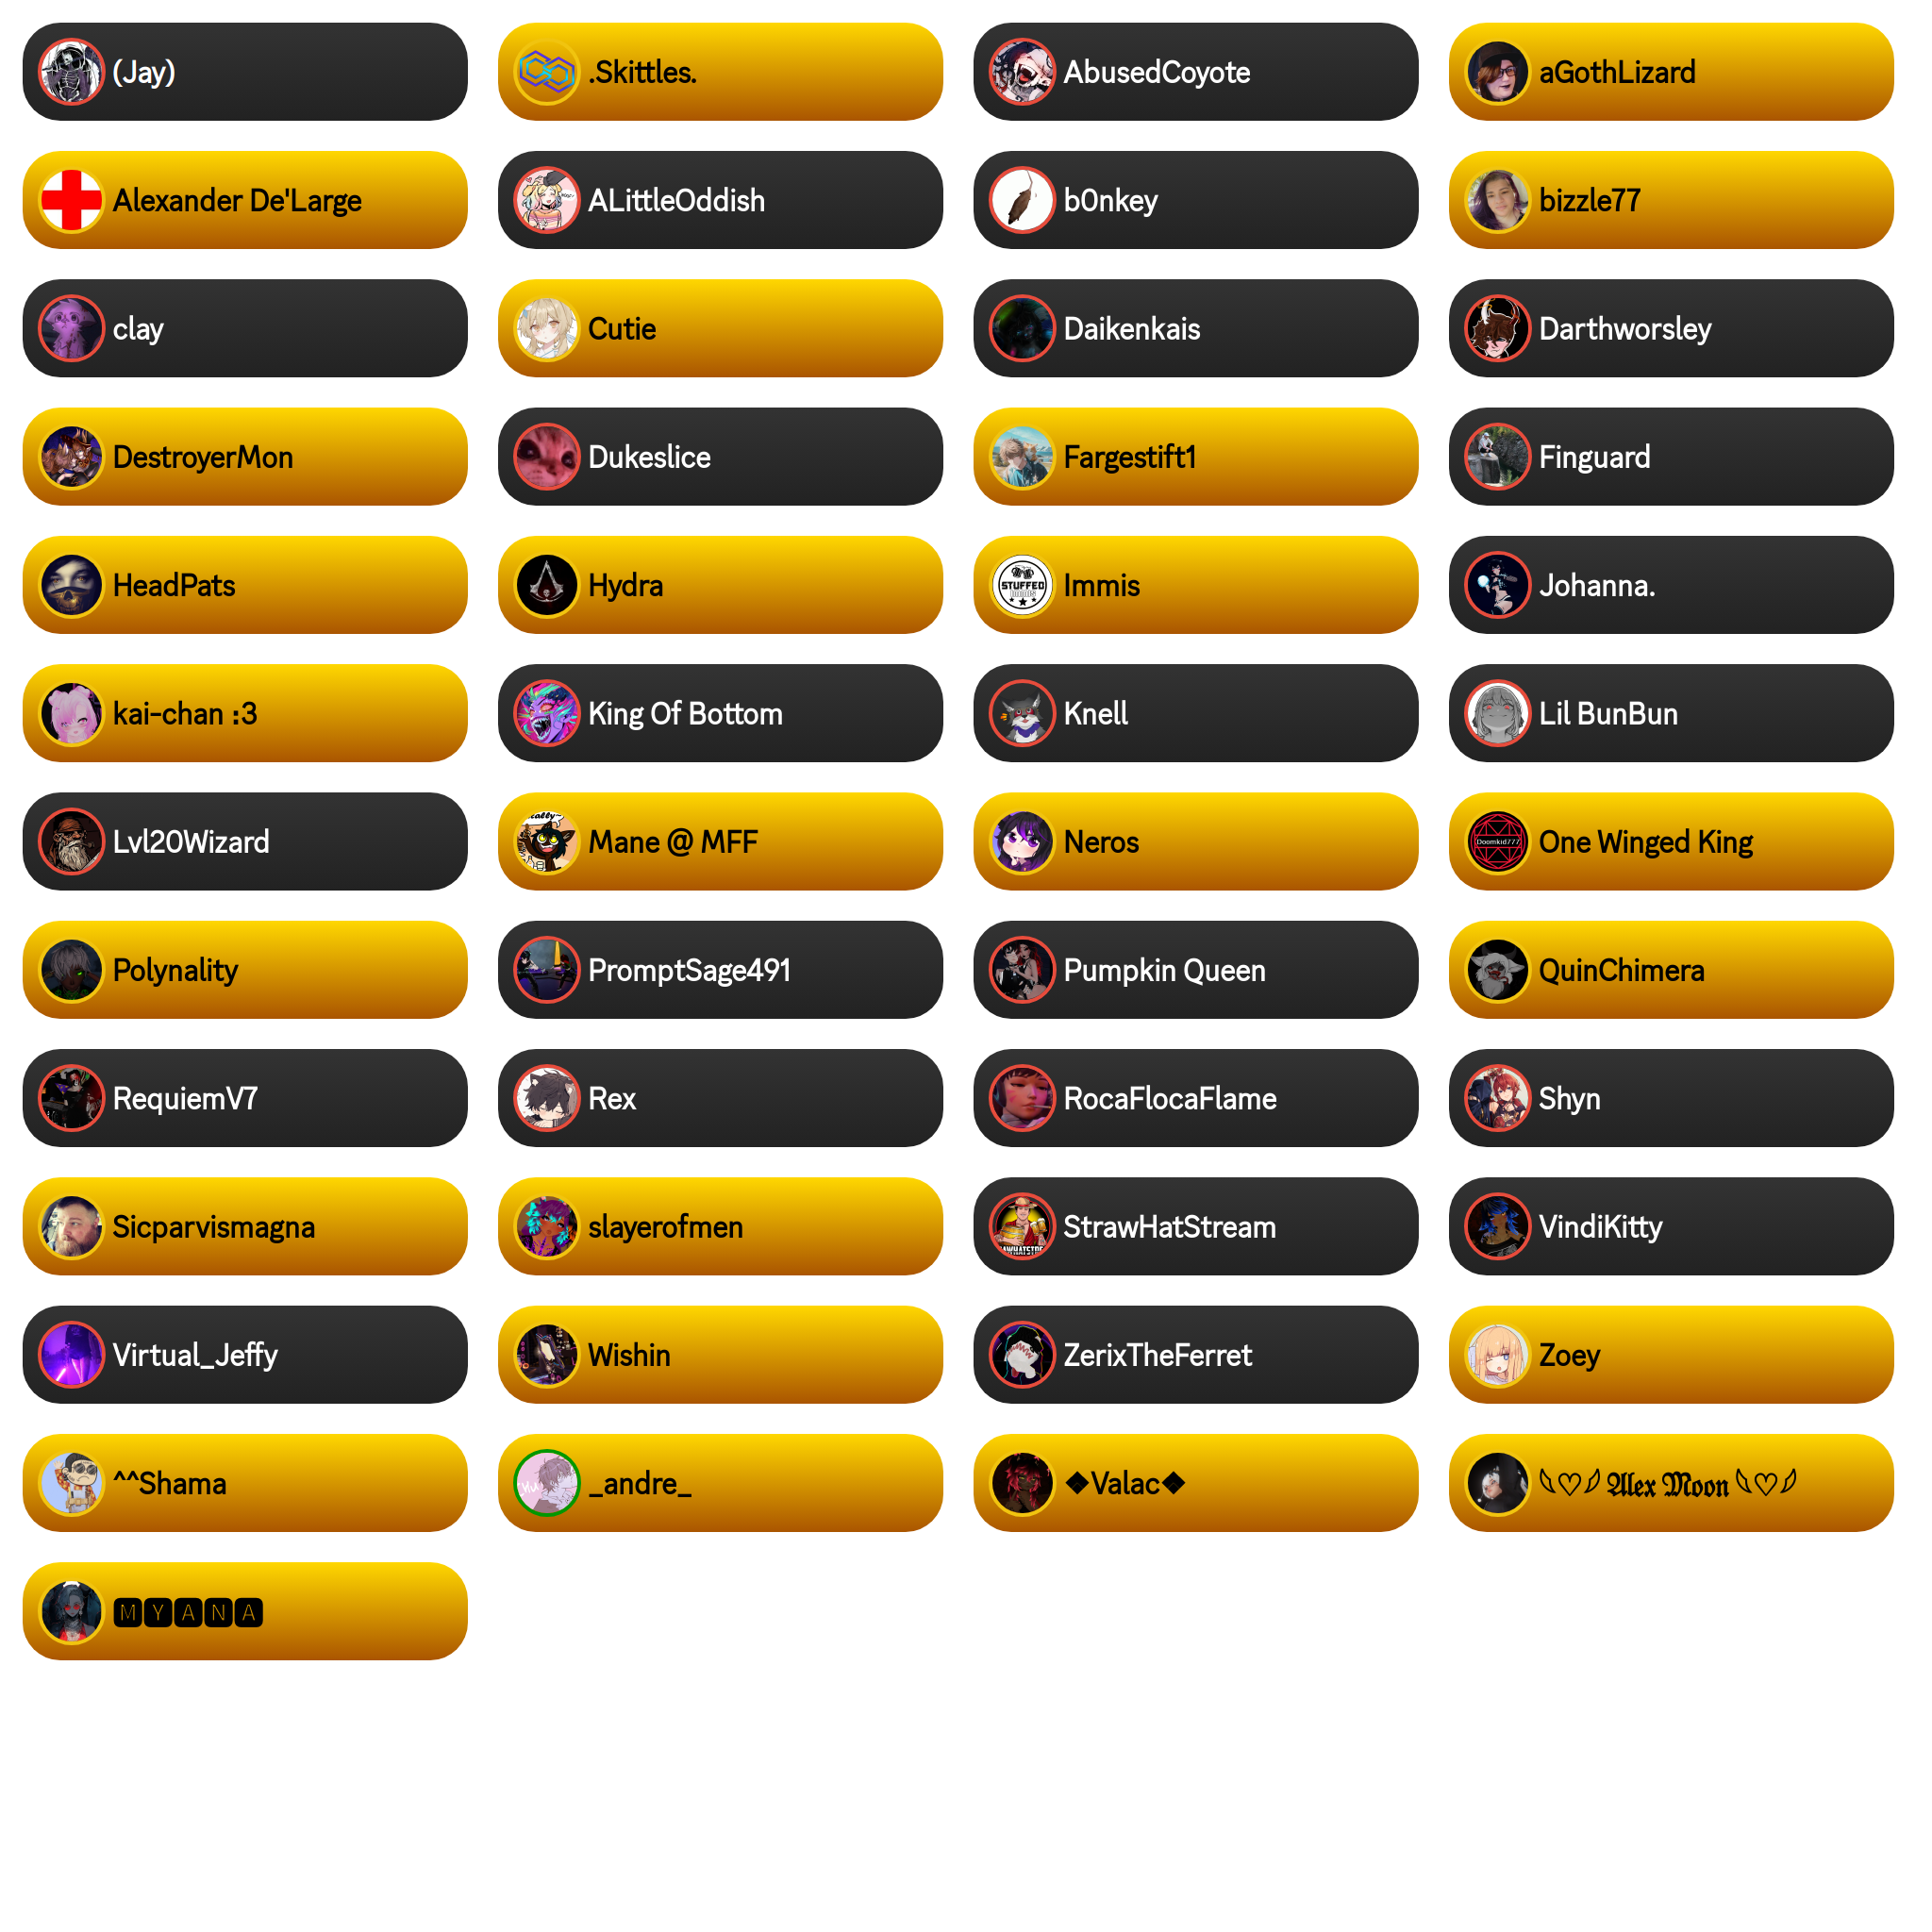 (Jay)
.Skittles.
AbusedCoyote
aGothLizard
Alexander De'Large
ALittleOddish
b0nkey
bizzle77
clay
Cutie
Daikenkais
Darthworsley
DestroyerMon
Dukeslice
Fargestift1
Finguard
HeadPats
Hydra
STUFFED
Immis
Johanna.
kai-chan :3
King Of Bottom
Knell
Lil BunBun
Lvl20Wizard
Mane @ MFF
Neros
Doomkid777
One Winged King
Polynality
PromptSage491
Pumpkin Queen
QuinChimera
RequiemV7
Rex
RocaFlocaFlame
Shyn
Sicparvismagna
slayerofmen
StrawHatStream
VindiKitty
Virtual_Jeffy
Wishin
ZerixTheFerret
Zoey
^^Shama
_andre_
❖Valac❖
𓆩♡𓆪 𝕬𝖑𝖊𝖝 𝕸𝖔𝖔𝖓 𓆩♡𓆪
🅼🆈🅰🅽🅰